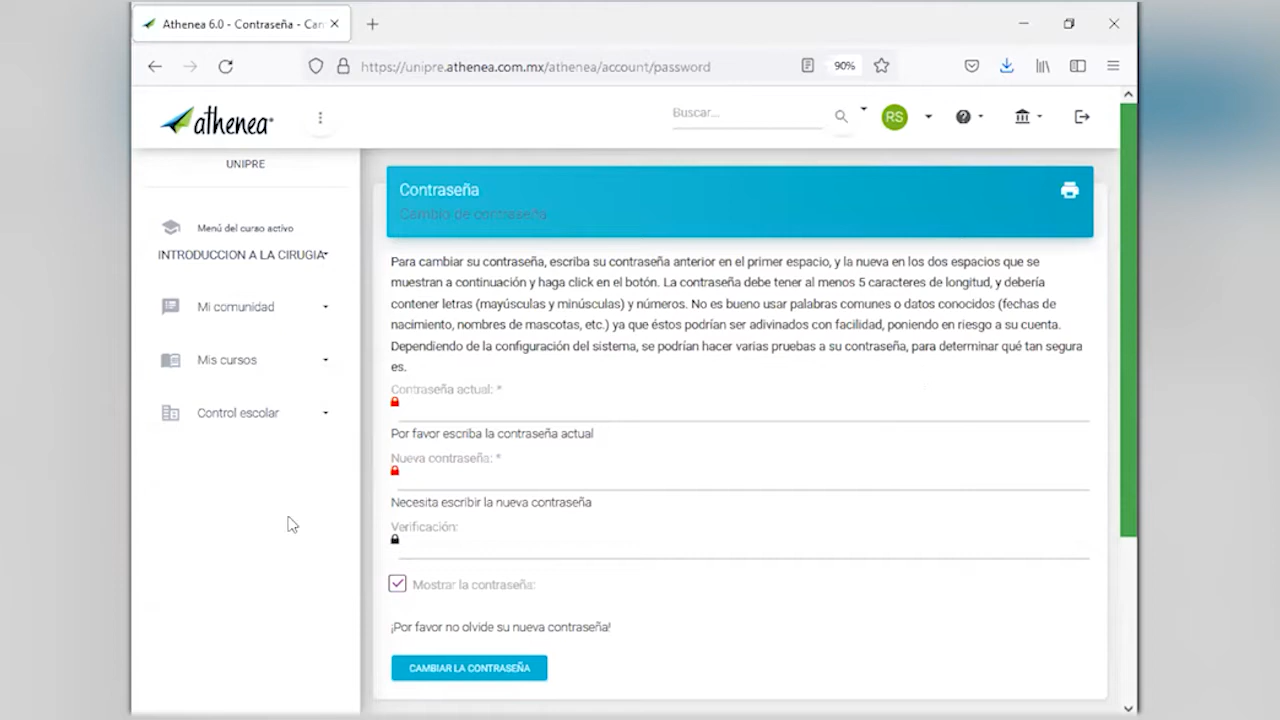 Athenea 6.0 - Contraseña - Can
https://unipre.athenea.com.mx/athenea/account/password
90%
athenea®
Buscar...
RS
UNIPRE
Menú del curso activo
INTRODUCCION A LA CIRUGIA
Mi comunidad
Mis cursos
Control escolar
Contraseña
Cambio de contraseña
Para cambiar su contraseña, escriba su contraseña anterior en el primer espacio, y la nueva en los dos espacios que se
muestran a continuación y haga click en el botón. La contraseña debe tener al menos 5 caracteres de longitud, y debería
contener letras (mayúsculas y minúsculas) y números. No es bueno usar palabras comunes o datos conocidos (fechas de
nacimiento, nombres de mascotas, etc.) ya que éstos podrían ser adivinados con facilidad, poniendo en riesgo a su cuenta.
Dependiendo de la configuración del sistema, se podrían hacer varias pruebas a su contraseña, para determinar qué tan segura
es.
Contraseña actual: *
Por favor escriba la contraseña actual
Nueva contraseña: *
Necesita escribir la nueva contraseña
Verificación:
Mostrar la contraseña:
¡Por favor no olvide su nueva contraseña!
CAMBIAR LA CONTRASEÑA